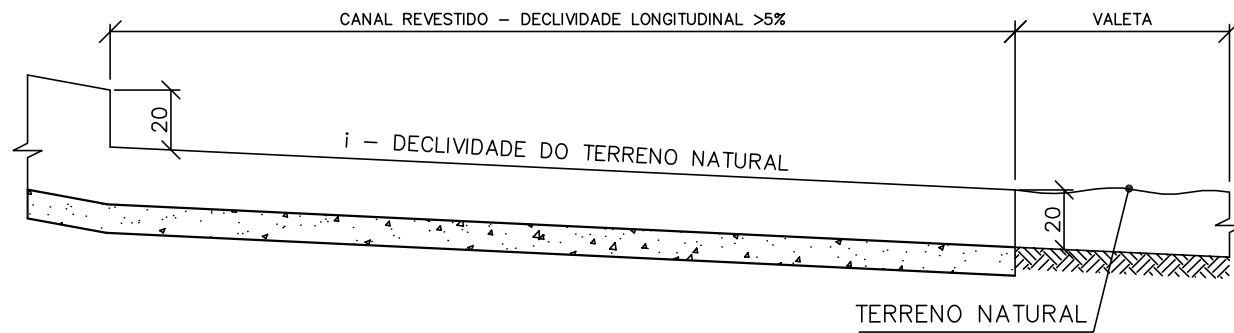 CANAL REVESTIDO – DECLIVIDADE LONGITUDINAL >5%
VALETA
20
i – DECLIVIDADE DO TERRENO NATURAL
20
TERRENO NATURAL